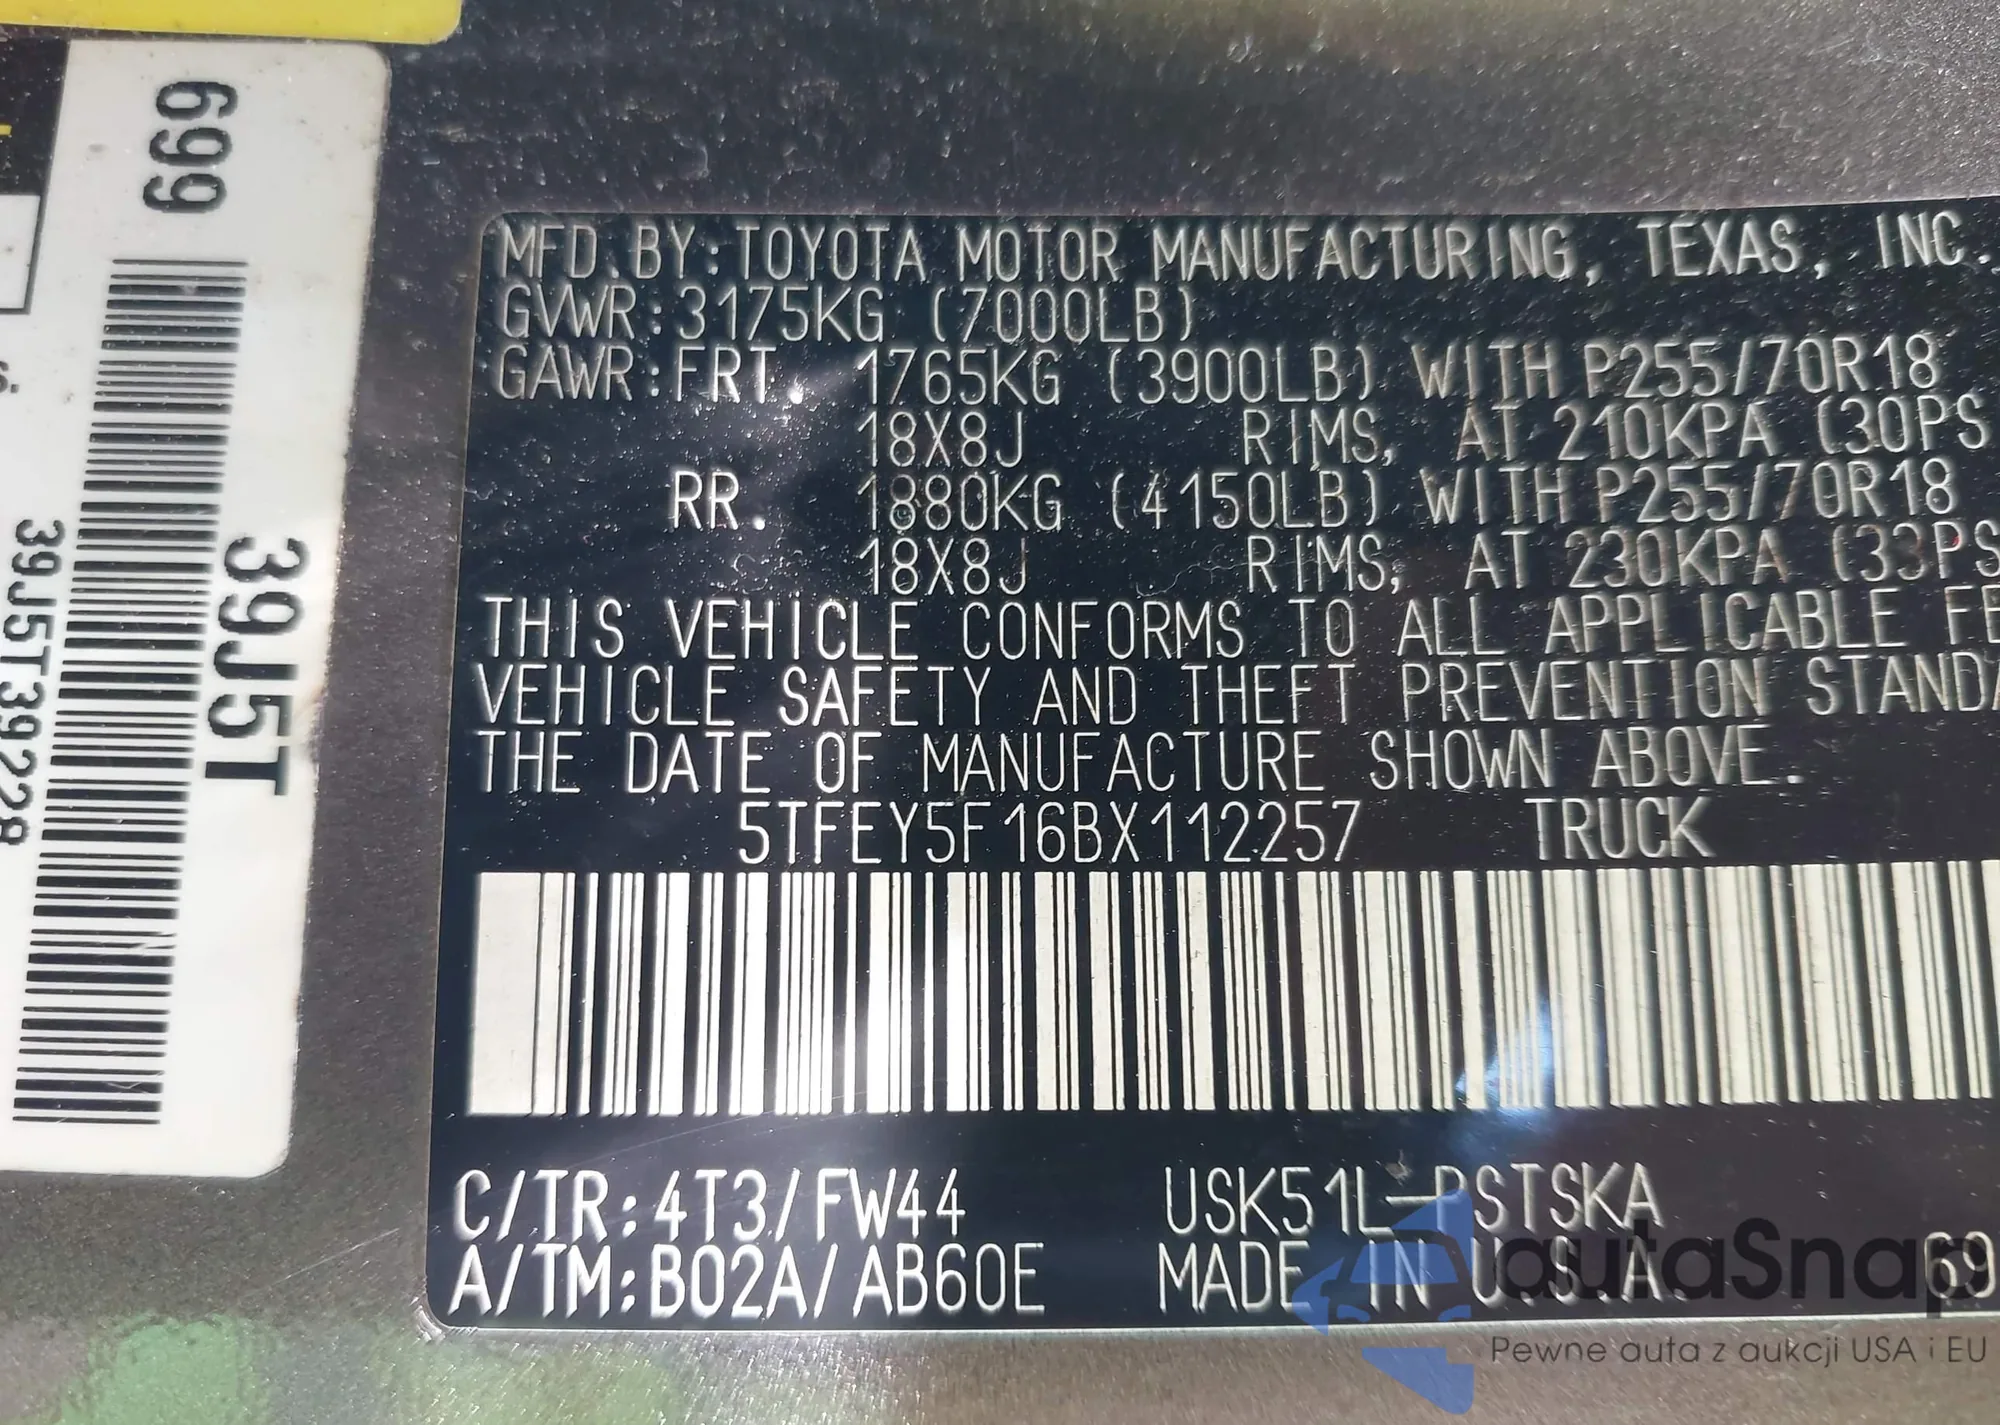 699
39J5T
39J5T39228
MFD.BY:TOYOTA MOTOR MANUFACTURING, TEXAS, INC.
GVWR:3175KG (7000LB)
GAWR:FRT. 1765KG (3900LB) WITH P255/70R18
18X8J RIMS, AT 210KPA (30PS
RR. 1880KG (4150LB) WITH P255/70R18
18X8J RIMS, AT 230KPA (33PS
THIS VEHICLE CONFORMS TO ALL APPLICABLE FE
VEHICLE SAFETY AND THEFT PREVENTION STANDA
THE DATE OF MANUFACTURE SHOWN ABOVE.
5TFEY5F16BX112257 TRUCK
C/TR:4T3/FW44 USK51L-PSTSKA
A/TM:B02A/AB60E MADE IN U.S.A. 69
autaSnap
Pewne auta z aukcji USA i EU